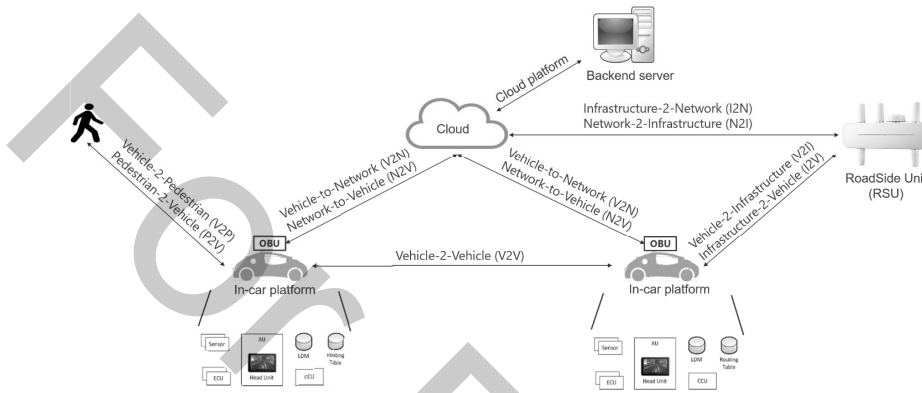 Backend server
Cloud platform
Cloud
Infrastructure-2-Network (I2N)
Network-2-Infrastructure (N2I)
RoadSide Uni
(RSU)
Vehicle-2-Pedestrian (V2P)
Pedestrian-2-Vehicle (P2V)
Vehicle-to-Network (V2N)
Network-to-Vehicle (N2V)
Vehicle-to-Network (V2N)
Network-to-Vehicle (N2V)
Vehicle-2-Infrastructure (V2I)
Infrastructure-2-Vehicle (I2V)
OBU
In-car platform
Vehicle-2-Vehicle (V2V)
OBU
In-car platform
Sensor
ECU
AU
Head Unit
LDM
Routing
Table
CCU
Sensor
ECU
AU
Head Unit
LDM
Routing
Table
CCU
For